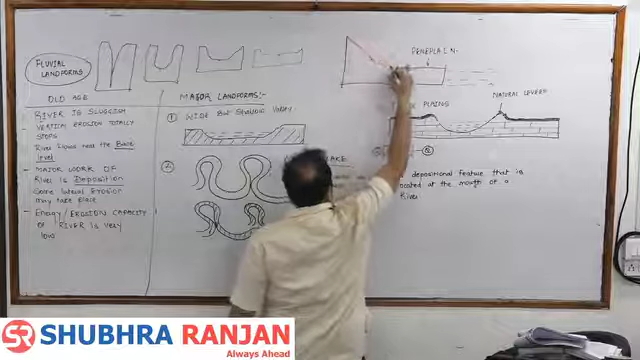 FLUVIAL
LANDFORMS
OLD AGE
RIVER IS SLUGGISH
VERTICAL EROSION TOTALLY
STOPS
River flows near the Base
level
MAJOR WORK OF
River is Deposition
Some lateral Erosion
may take place
Energy/EROSION CAPACITY
OF RIVER IS very
low
MAJOR LANDFORMS:-
1 WIDE But Shallow Valley
2
LAKE
PENEPLAIN-
PLAINS
NATURAL LEVEES
depositional feature that is
located at the mouth of a
River
SR SHUBHRA RANJAN
Always Ahead